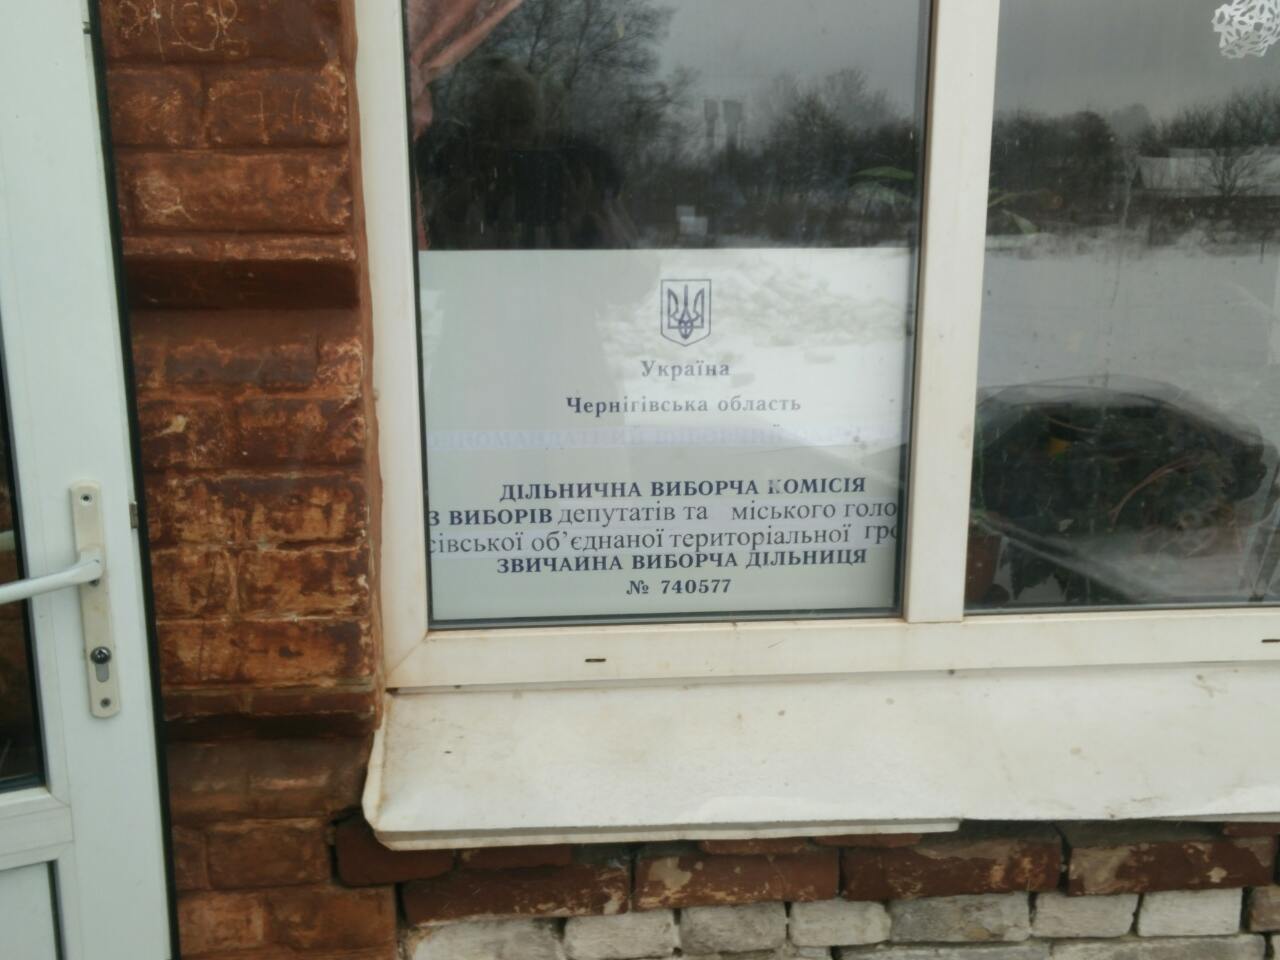 Україна
Чернігівська область
ДІЛЬНИЧНА ВИБОРЧА КОМІСІЯ
З ВИБОРІВ депутатів та міського голо
сівської об’єднаної територіальної гро
ЗВИЧАЙНА ВИБОРЧА ДІЛЬНИЦЯ
№ 740577